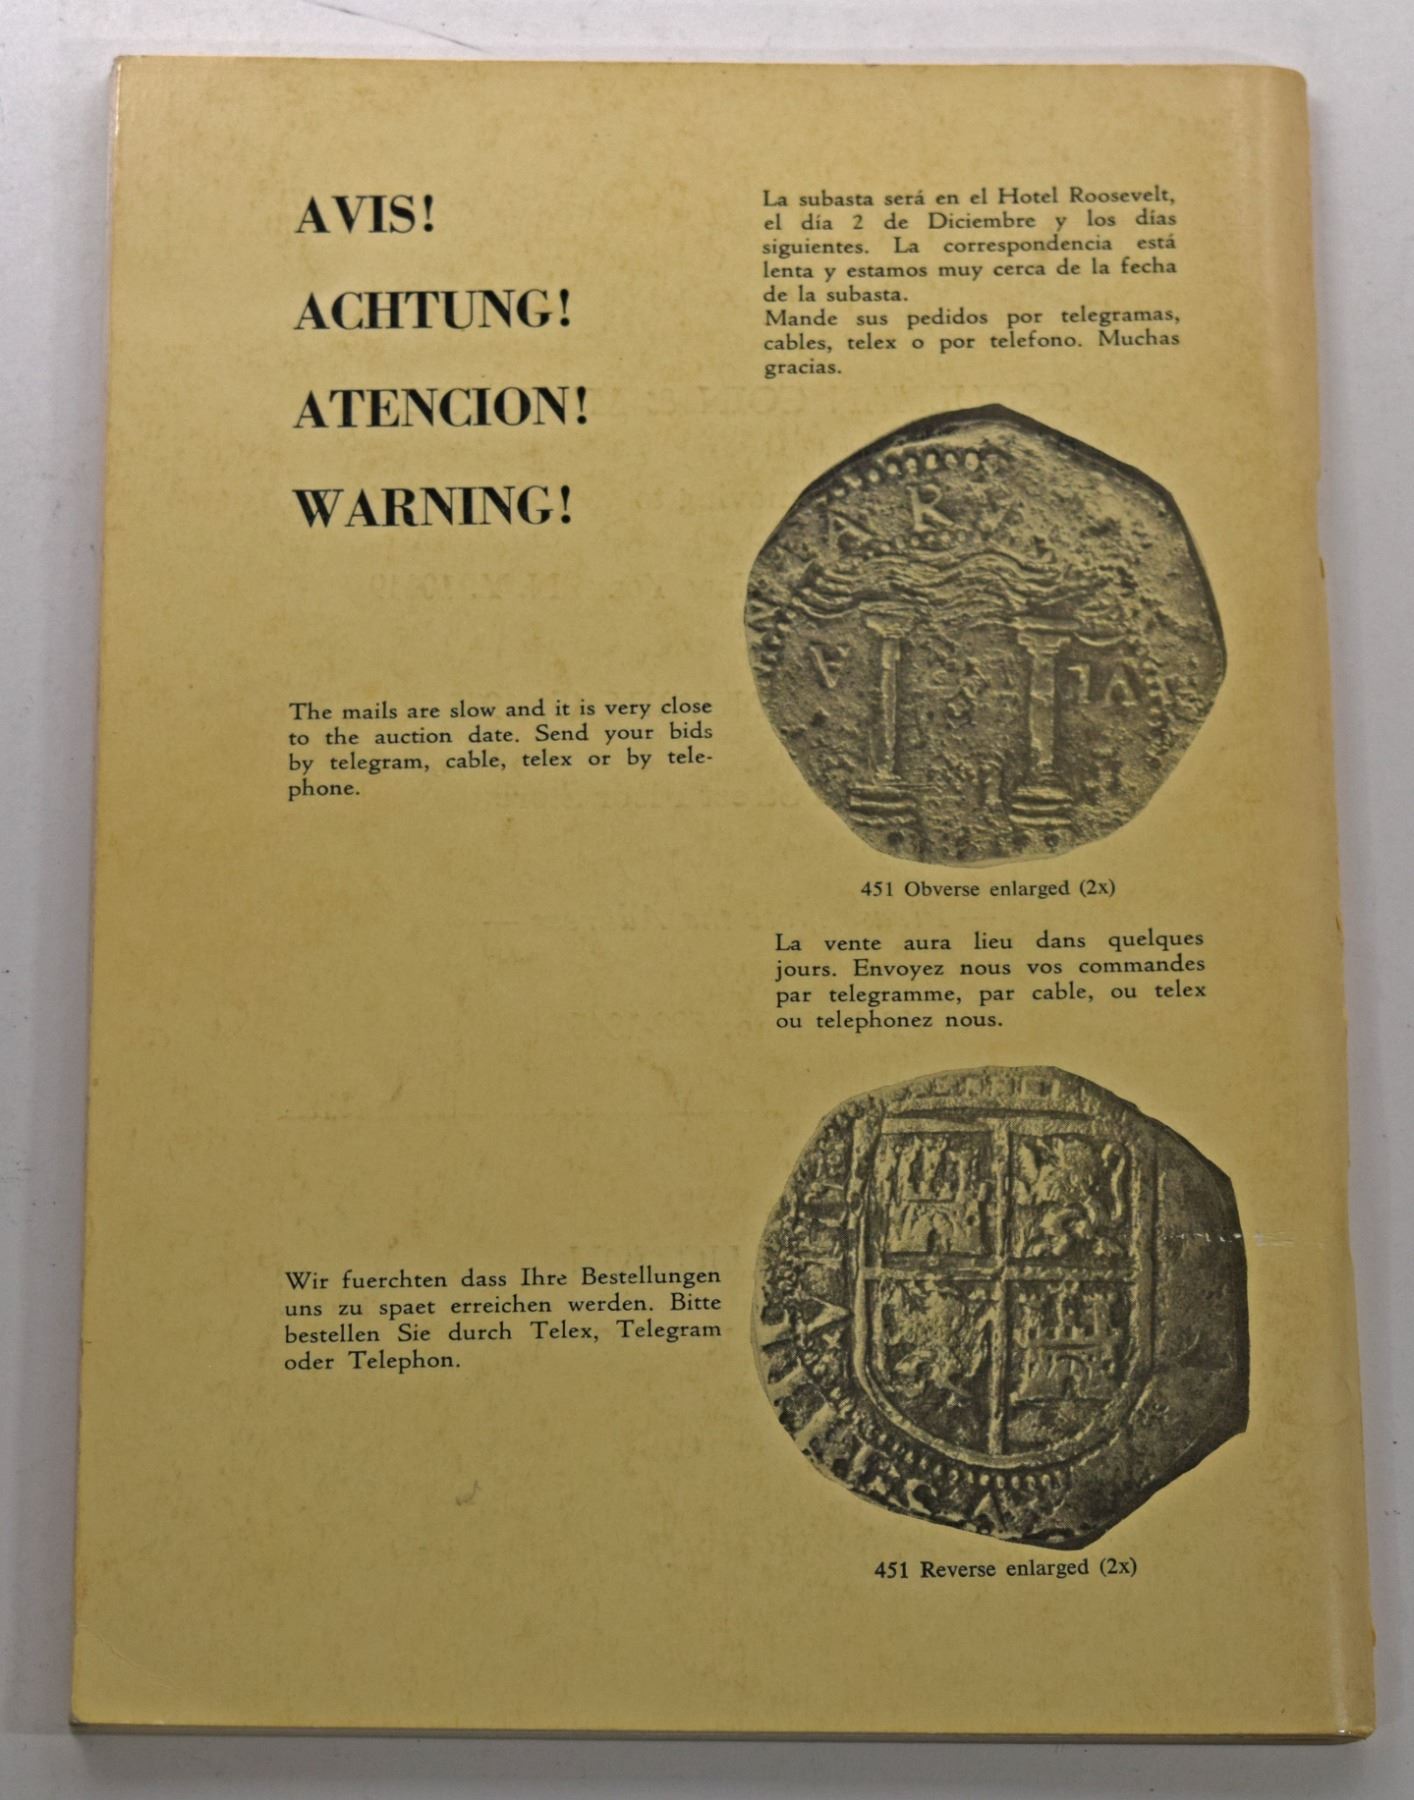 AVIS!
ACHTUNG!
ATENCION!
WARNING!
The mails are slow and it is very close
to the auction date. Send your bids
by telegram, cable, telex or by tele-
phone.
Wir fuerchten dass Ihre Bestellungen
uns zu spaet erreichen werden. Bitte
bestellen Sie durch Telex, Telegram
oder Telephon.
La subasta será en el Hotel Roosevelt,
el día 2 de Diciembre y los días
siguientes. La correspondencia está
lenta y estamos muy cerca de la fecha
de la subasta.
Mande sus pedidos por telegramas,
cables, telex o por telefono. Muchas
gracias.
451 Obverse enlarged (2x)
La vente aura lieu dans quelques
jours. Envoyez nous vos commandes
par telegramme, par cable, ou telex
ou telephonez nous.
451 Reverse enlarged (2x)